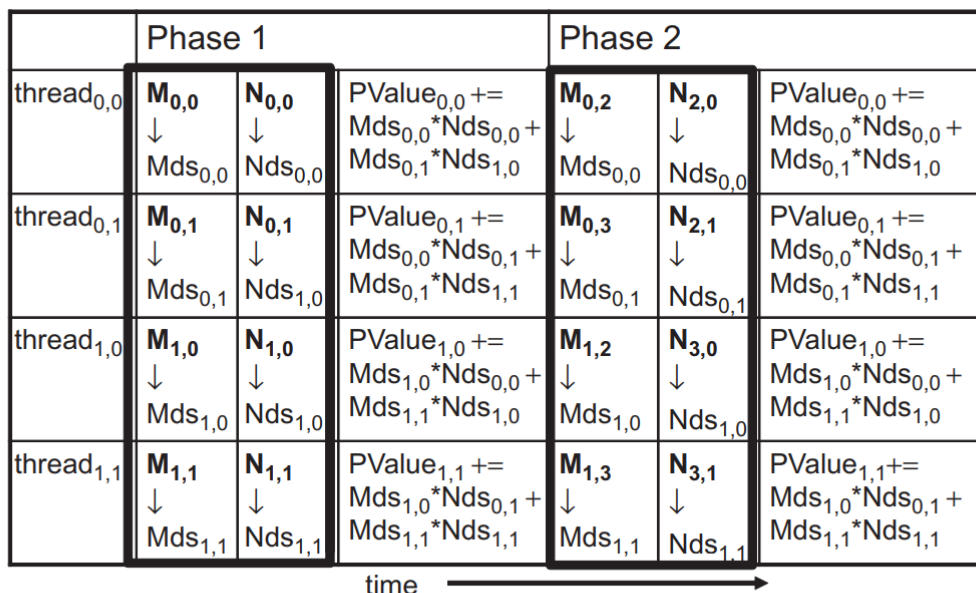 Phase 1 Phase 2
thread0,0 M0,0 N0,0 PValue0,0 += M0,2 N2,0 PValue0,0 +=
↓ ↓ Mds0,0*Nds0,0 + ↓ ↓ Mds0,0*Nds0,0 +
Mds0,0 Nds0,0 Mds0,1*Nds1,0 Mds0,0 Nds0,0 Mds0,1*Nds1,0
thread0,1 M0,1 N0,1 PValue0,1 += M0,3 N2,1 PValue0,1 +=
↓ ↓ Mds0,0*Nds0,1 + ↓ ↓ Mds0,0*Nds0,1 +
Mds0,1 Nds1,0 Mds0,1*Nds1,1 Mds0,1 Nds0,1 Mds0,1*Nds1,1
thread1,0 M1,0 N1,0 PValue1,0 += M1,2 N3,0 PValue1,0 +=
↓ ↓ Mds1,0*Nds0,0 + ↓ ↓ Mds1,0*Nds0,0 +
Mds1,0 Nds1,0 Mds1,1*Nds1,0 Mds1,0 Nds1,0 Mds1,1*Nds1,0
thread1,1 M1,1 N1,1 PValue1,1 += M1,3 N3,1 PValue1,1+=
↓ ↓ Mds1,0*Nds0,1 + ↓ ↓ Mds1,0*Nds0,1 +
Mds1,1 Nds1,1 Mds1,1*Nds1,1 Mds1,1 Nds1,1 Mds1,1*Nds1,1
time